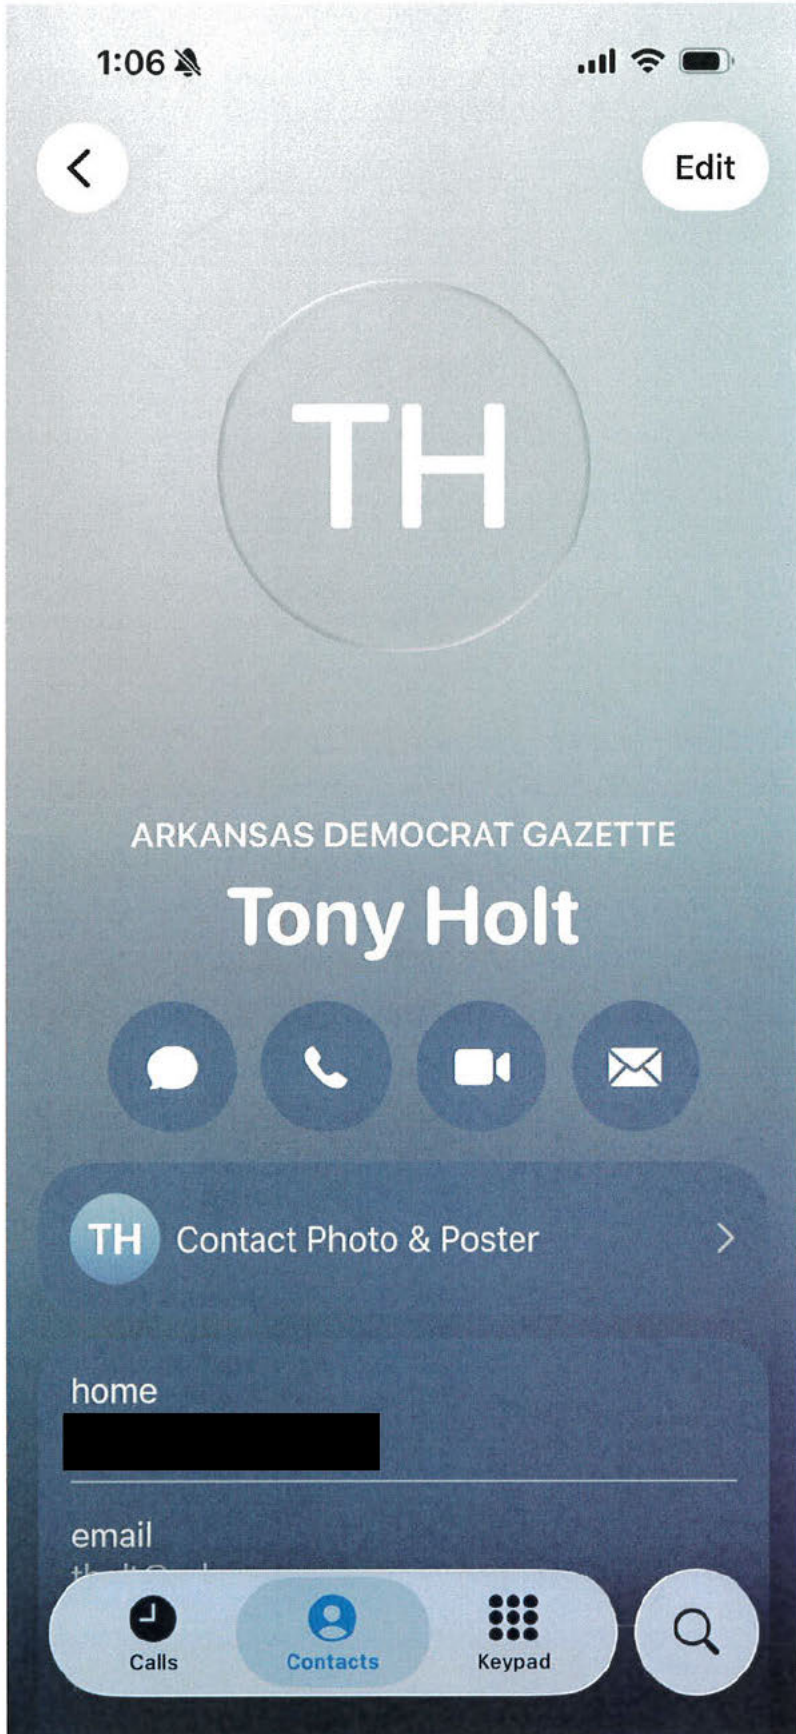 1:06
Edit
TH
ARKANSAS DEMOCRAT GAZETTE
Tony Holt
TH Contact Photo & Poster
home
email
Calls Contacts Keypad